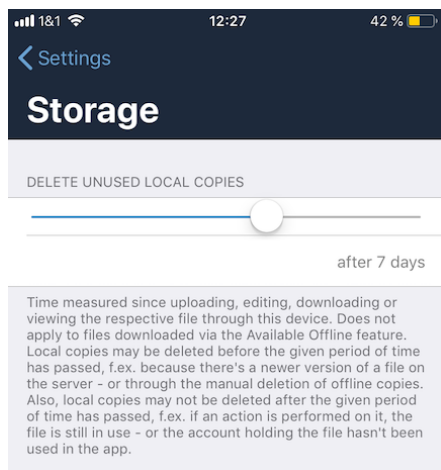 1&1 12:27 42 %
Settings
Storage
DELETE UNUSED LOCAL COPIES
after 7 days
Time measured since uploading, editing, downloading or
viewing the respective file through this device. Does not
apply to files downloaded via the Available Offline feature.
Local copies may be deleted before the given period of time
has passed, f.ex. because there's a newer version of a file on
the server - or through the manual deletion of offline copies.
Also, local copies may not be deleted after the given period
of time has passed, f.ex. if an action is performed on it, the
file is still in use - or the account holding the file hasn't been
used in the app.